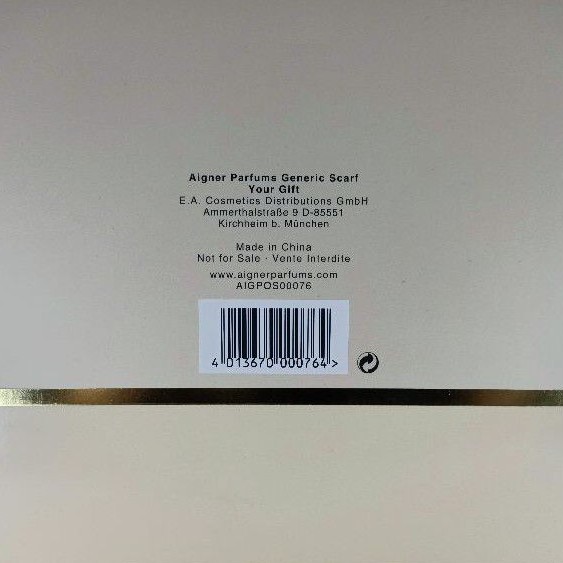 Aigner Parfums Generic Scarf
Your Gift
E.A. Cosmetics Distributions GmbH
Ammerthalstraße 9 D-85551
Kirchheim b. München
Made in China
Not for Sale · Vente Interdite
www.aignerparfums.com
AIGPOS00076
4 013670 000764 >